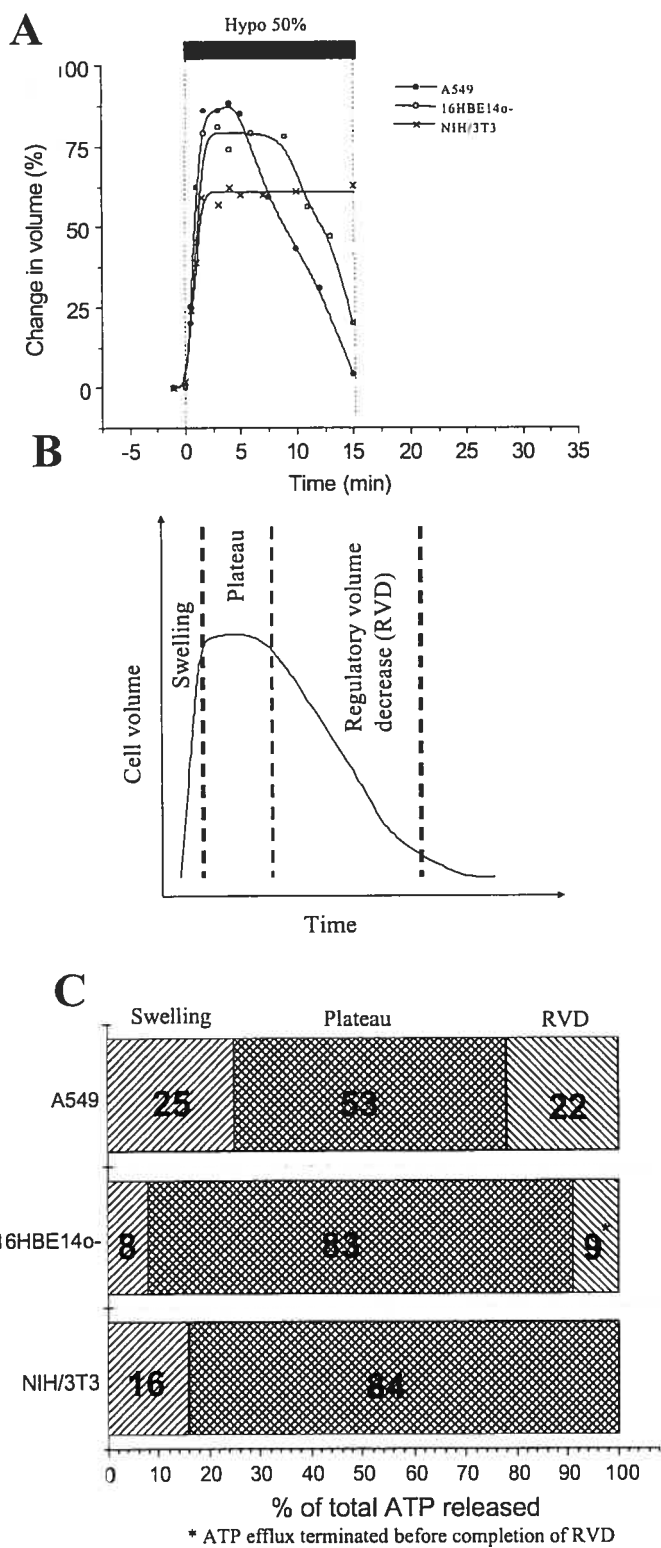 A
Hypo 50%
100
75
50
25
0
Change in volume (%)
A549
16HBE14o-
NIH/3T3
-5 0 5 10 15 20 25 30 35
Time (min)
B
Cell volume
Swelling
Plateau
Regulatory volume
decrease (RVD)
Time
C
Swelling Plateau RVD
A549
25 53 22
16HBE14o-
8 83 9*
NIH/3T3
16 84
0 10 20 30 40 50 60 70 80 90 100
% of total ATP released
* ATP efflux terminated before completion of RVD